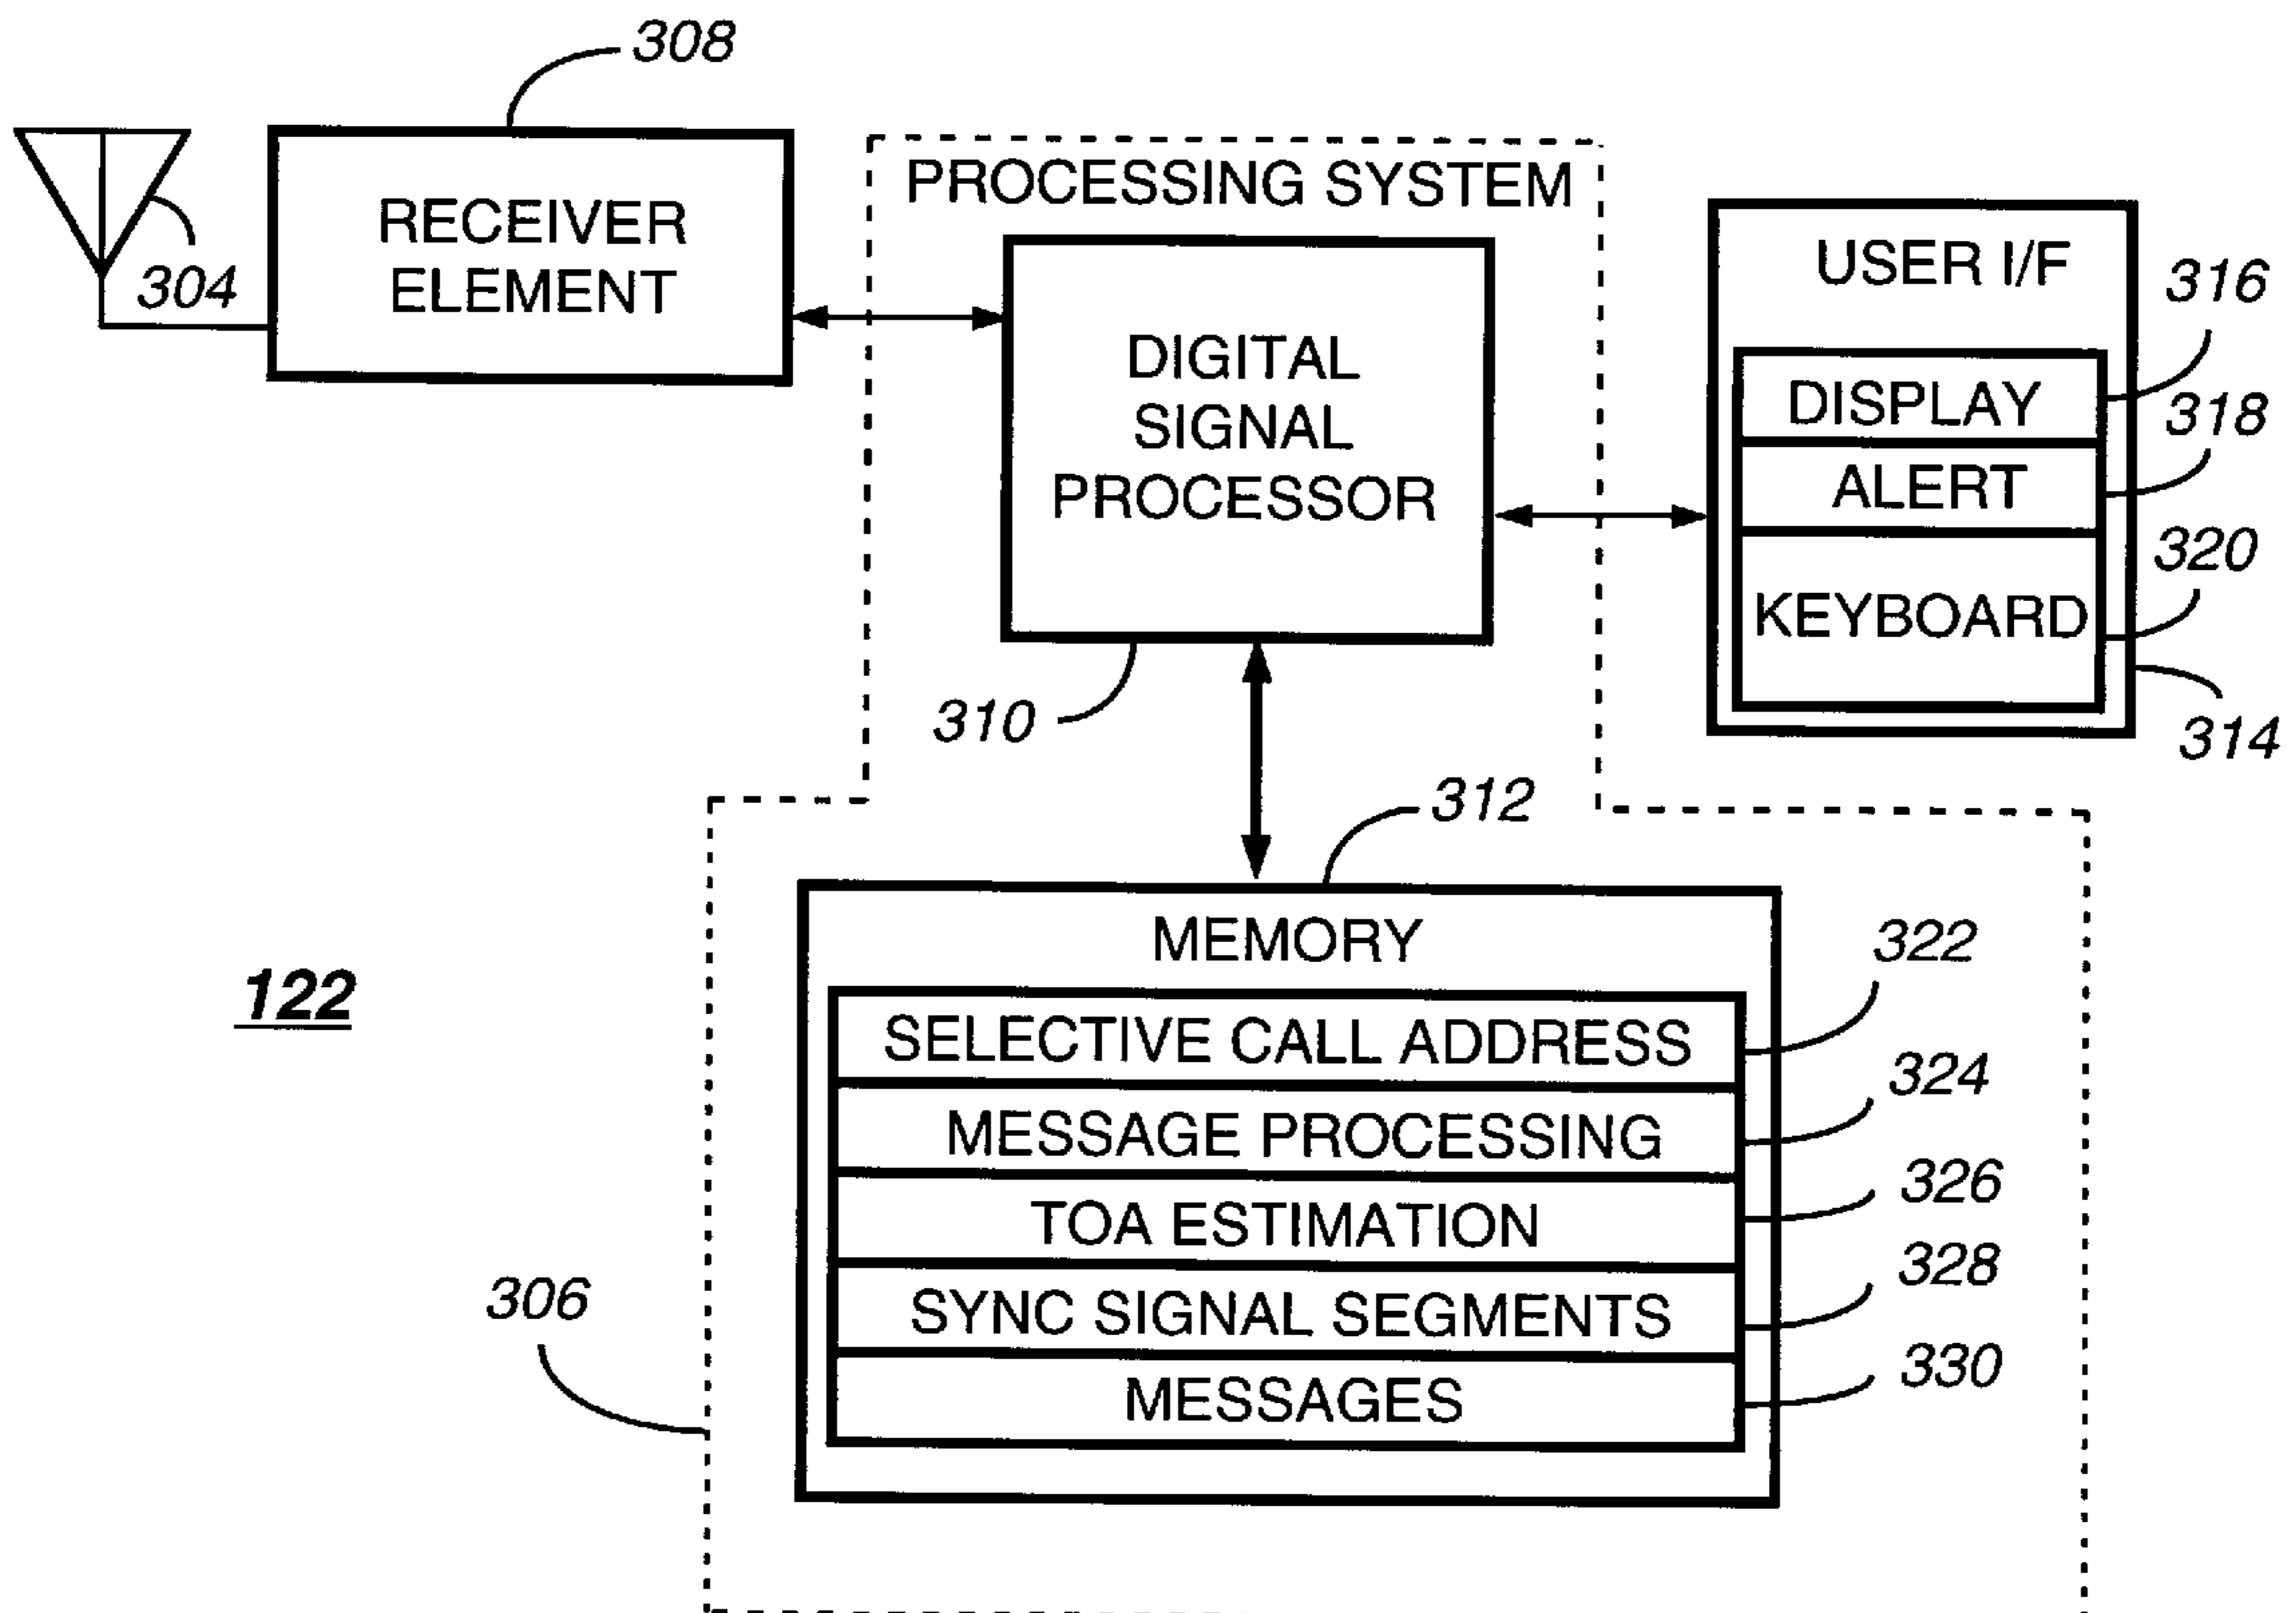 308
PROCESSING SYSTEM
RECEIVER
ELEMENT
304
USER I/F
316
DIGITAL
SIGNAL
PROCESSOR
DISPLAY
318
ALERT
320
KEYBOARD
310
314
312
MEMORY
322
122
SELECTIVE CALL ADDRESS
324
MESSAGE PROCESSING
326
TOA ESTIMATION
328
306
SYNC SIGNAL SEGMENTS
330
MESSAGES